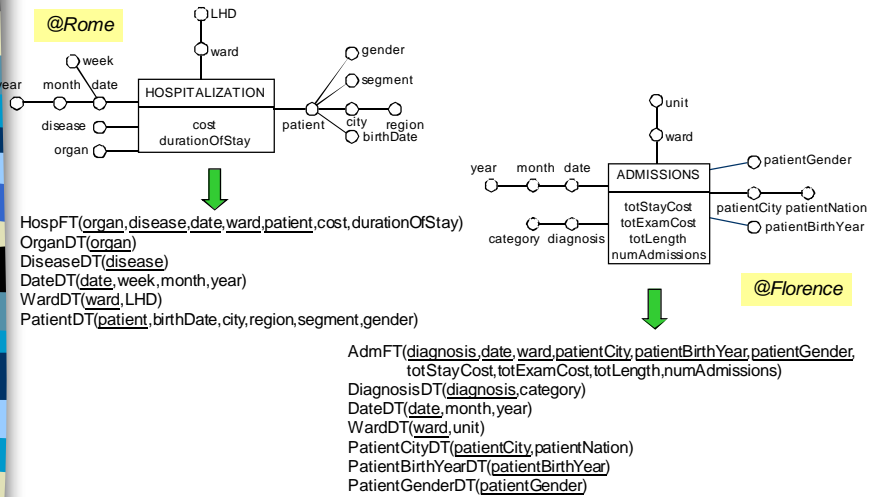 @Rome
LHD
ward
week
month date
HOSPITALIZATION
cost
durationOfStay
disease
organ
gender
segment
patient
city
region
birthDate
HospFT(organ,disease,date,ward,patient,cost,durationOfStay)
OrganDT(organ)
DiseaseDT(disease)
DateDT(date,week,month,year)
WardDT(ward,LHD)
PatientDT(patient,birthDate,city,region,segment,gender)
unit
ward
year month date
ADMISSIONS
totStayCost
totExamCost
totLength
numAdmissions
category diagnosis
patientGender
patientCity patientNation
patientBirthYear
@Florence
AdmFT(diagnosis,date,ward,patientCity,patientBirthYear,patientGender,
totStayCost,totExamCost,totLength,numAdmissions)
DiagnosisDT(diagnosis,category)
DateDT(date,month,year)
WardDT(ward,unit)
PatientCityDT(patientCity,patientNation)
PatientBirthYearDT(patientBirthYear)
PatientGenderDT(patientGender)